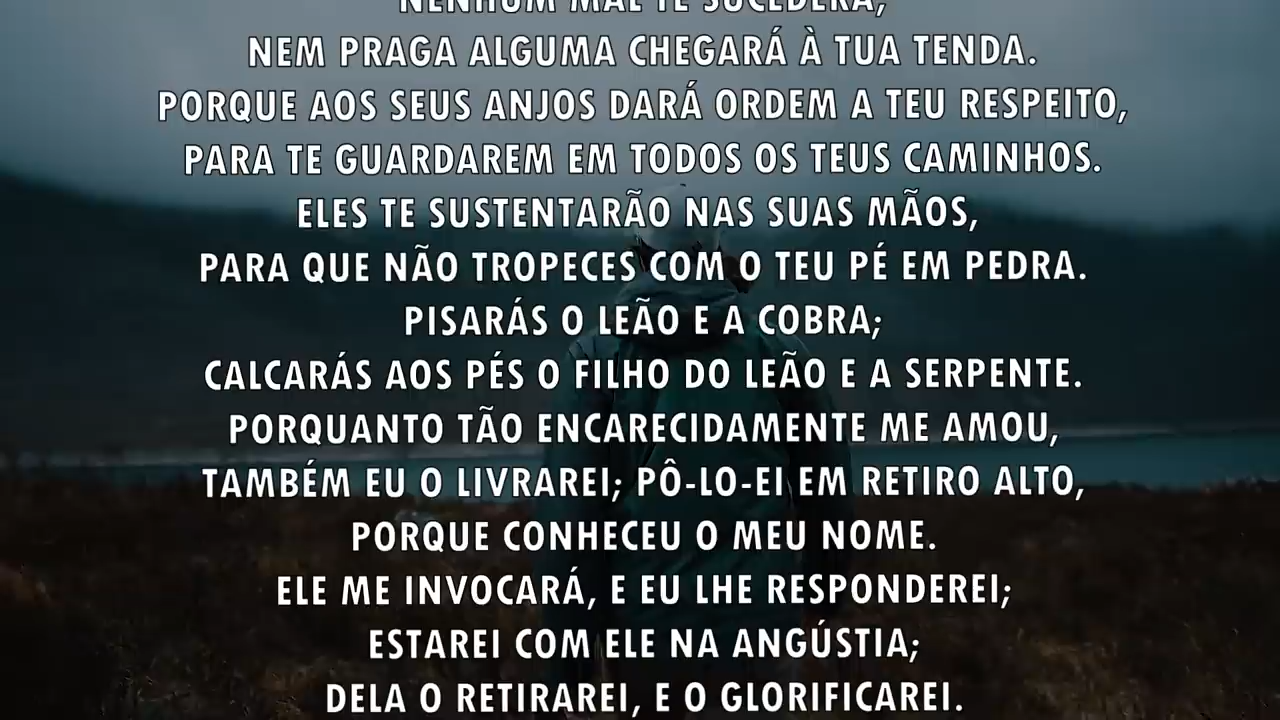 NENHUM MAL TE SUCEDERÁ,
NEM PRAGA ALGUMA CHEGARÁ À TUA TENDA.
PORQUE AOS SEUS ANJOS DARÁ ORDEM A TEU RESPEITO,
PARA TE GUARDAREM EM TODOS OS TEUS CAMINHOS.
ELES TE SUSTENTARÃO NAS SUAS MÃOS,
PARA QUE NÃO TROPECES COM O TEU PÉ EM PEDRA.
PISARÁS O LEÃO E A COBRA;
CALCARÁS AOS PÉS O FILHO DO LEÃO E A SERPENTE.
PORQUANTO TÃO ENCARECIDAMENTE ME AMOU,
TAMBÉM EU O LIVRAREI; PÔ-LO-EI EM RETIRO ALTO,
PORQUE CONHECEU O MEU NOME.
ELE ME INVOCARÁ, E EU LHE RESPONDEREI;
ESTAREI COM ELE NA ANGÚSTIA;
DELA O RETIRAREI, E O GLORIFICAREI.